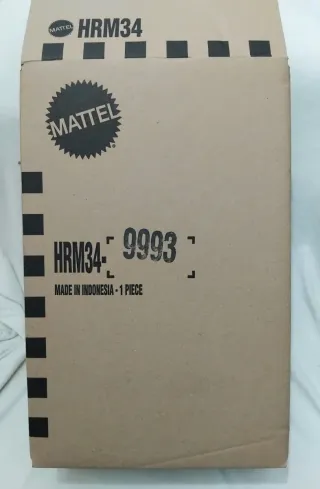 MATTEL HRM34
MATTEL
HRM34- 9993
MADE IN INDONESIA - 1 PIECE